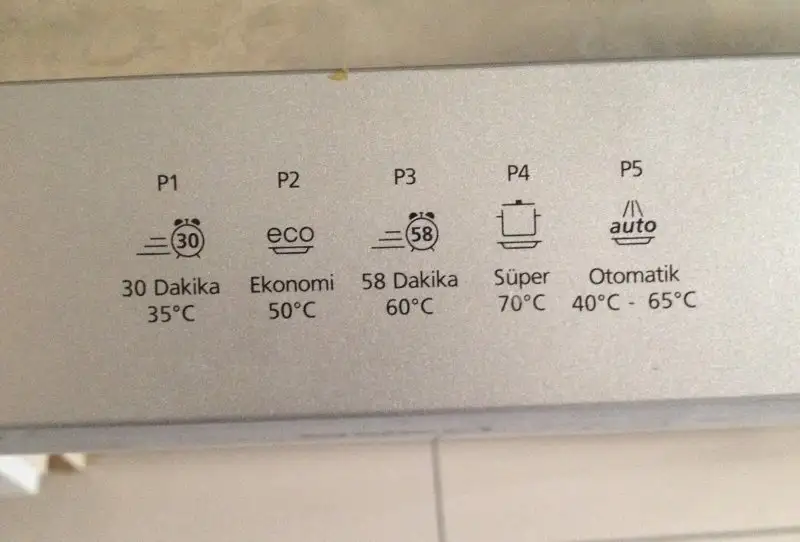 P1 P2 P3 P4 P5
30 eco 58 auto
30 Dakika Ekonomi 58 Dakika Süper Otomatik
35°C 50°C 60°C 70°C 40°C - 65°C